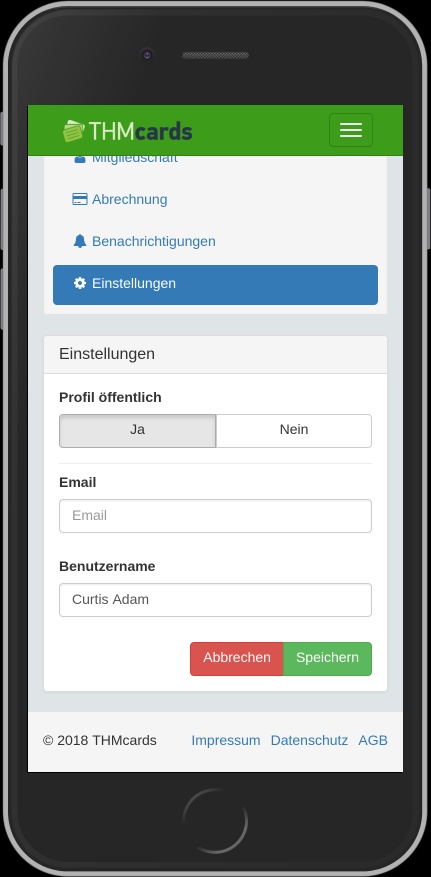 THMcards
Mitgliedschaft
Abrechnung
Benachrichtigungen
Einstellungen
Einstellungen
Profil öffentlich
Ja Nein
Email
Email
Benutzername
Curtis Adam
Abbrechen Speichern
© 2018 THMcards Impressum Datenschutz AGB